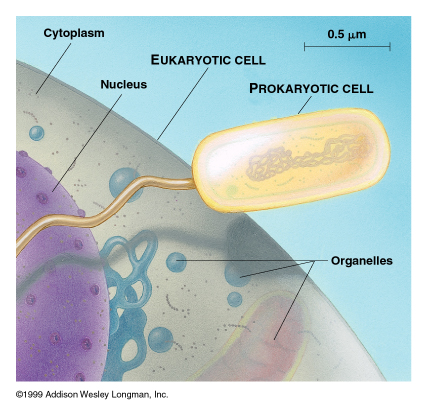 Cytoplasm
0.5 μm
EUKARYOTIC CELL
Nucleus
PROKARYOTIC CELL
Organelles
©1999 Addison Wesley Longman, Inc.